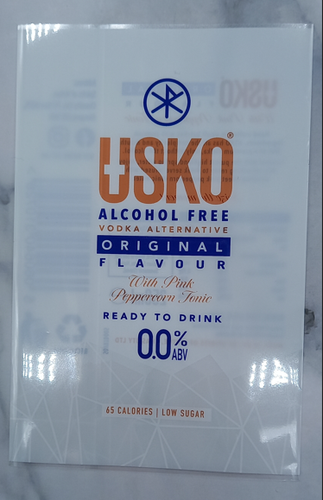 USKO®
ALCOHOL FREE
VODKA ALTERNATIVE
ORIGINAL
FLAVOUR
With Pink
Peppercorn Tonic
READY TO DRINK
0.0% ABV
65 CALORIES | LOW SUGAR